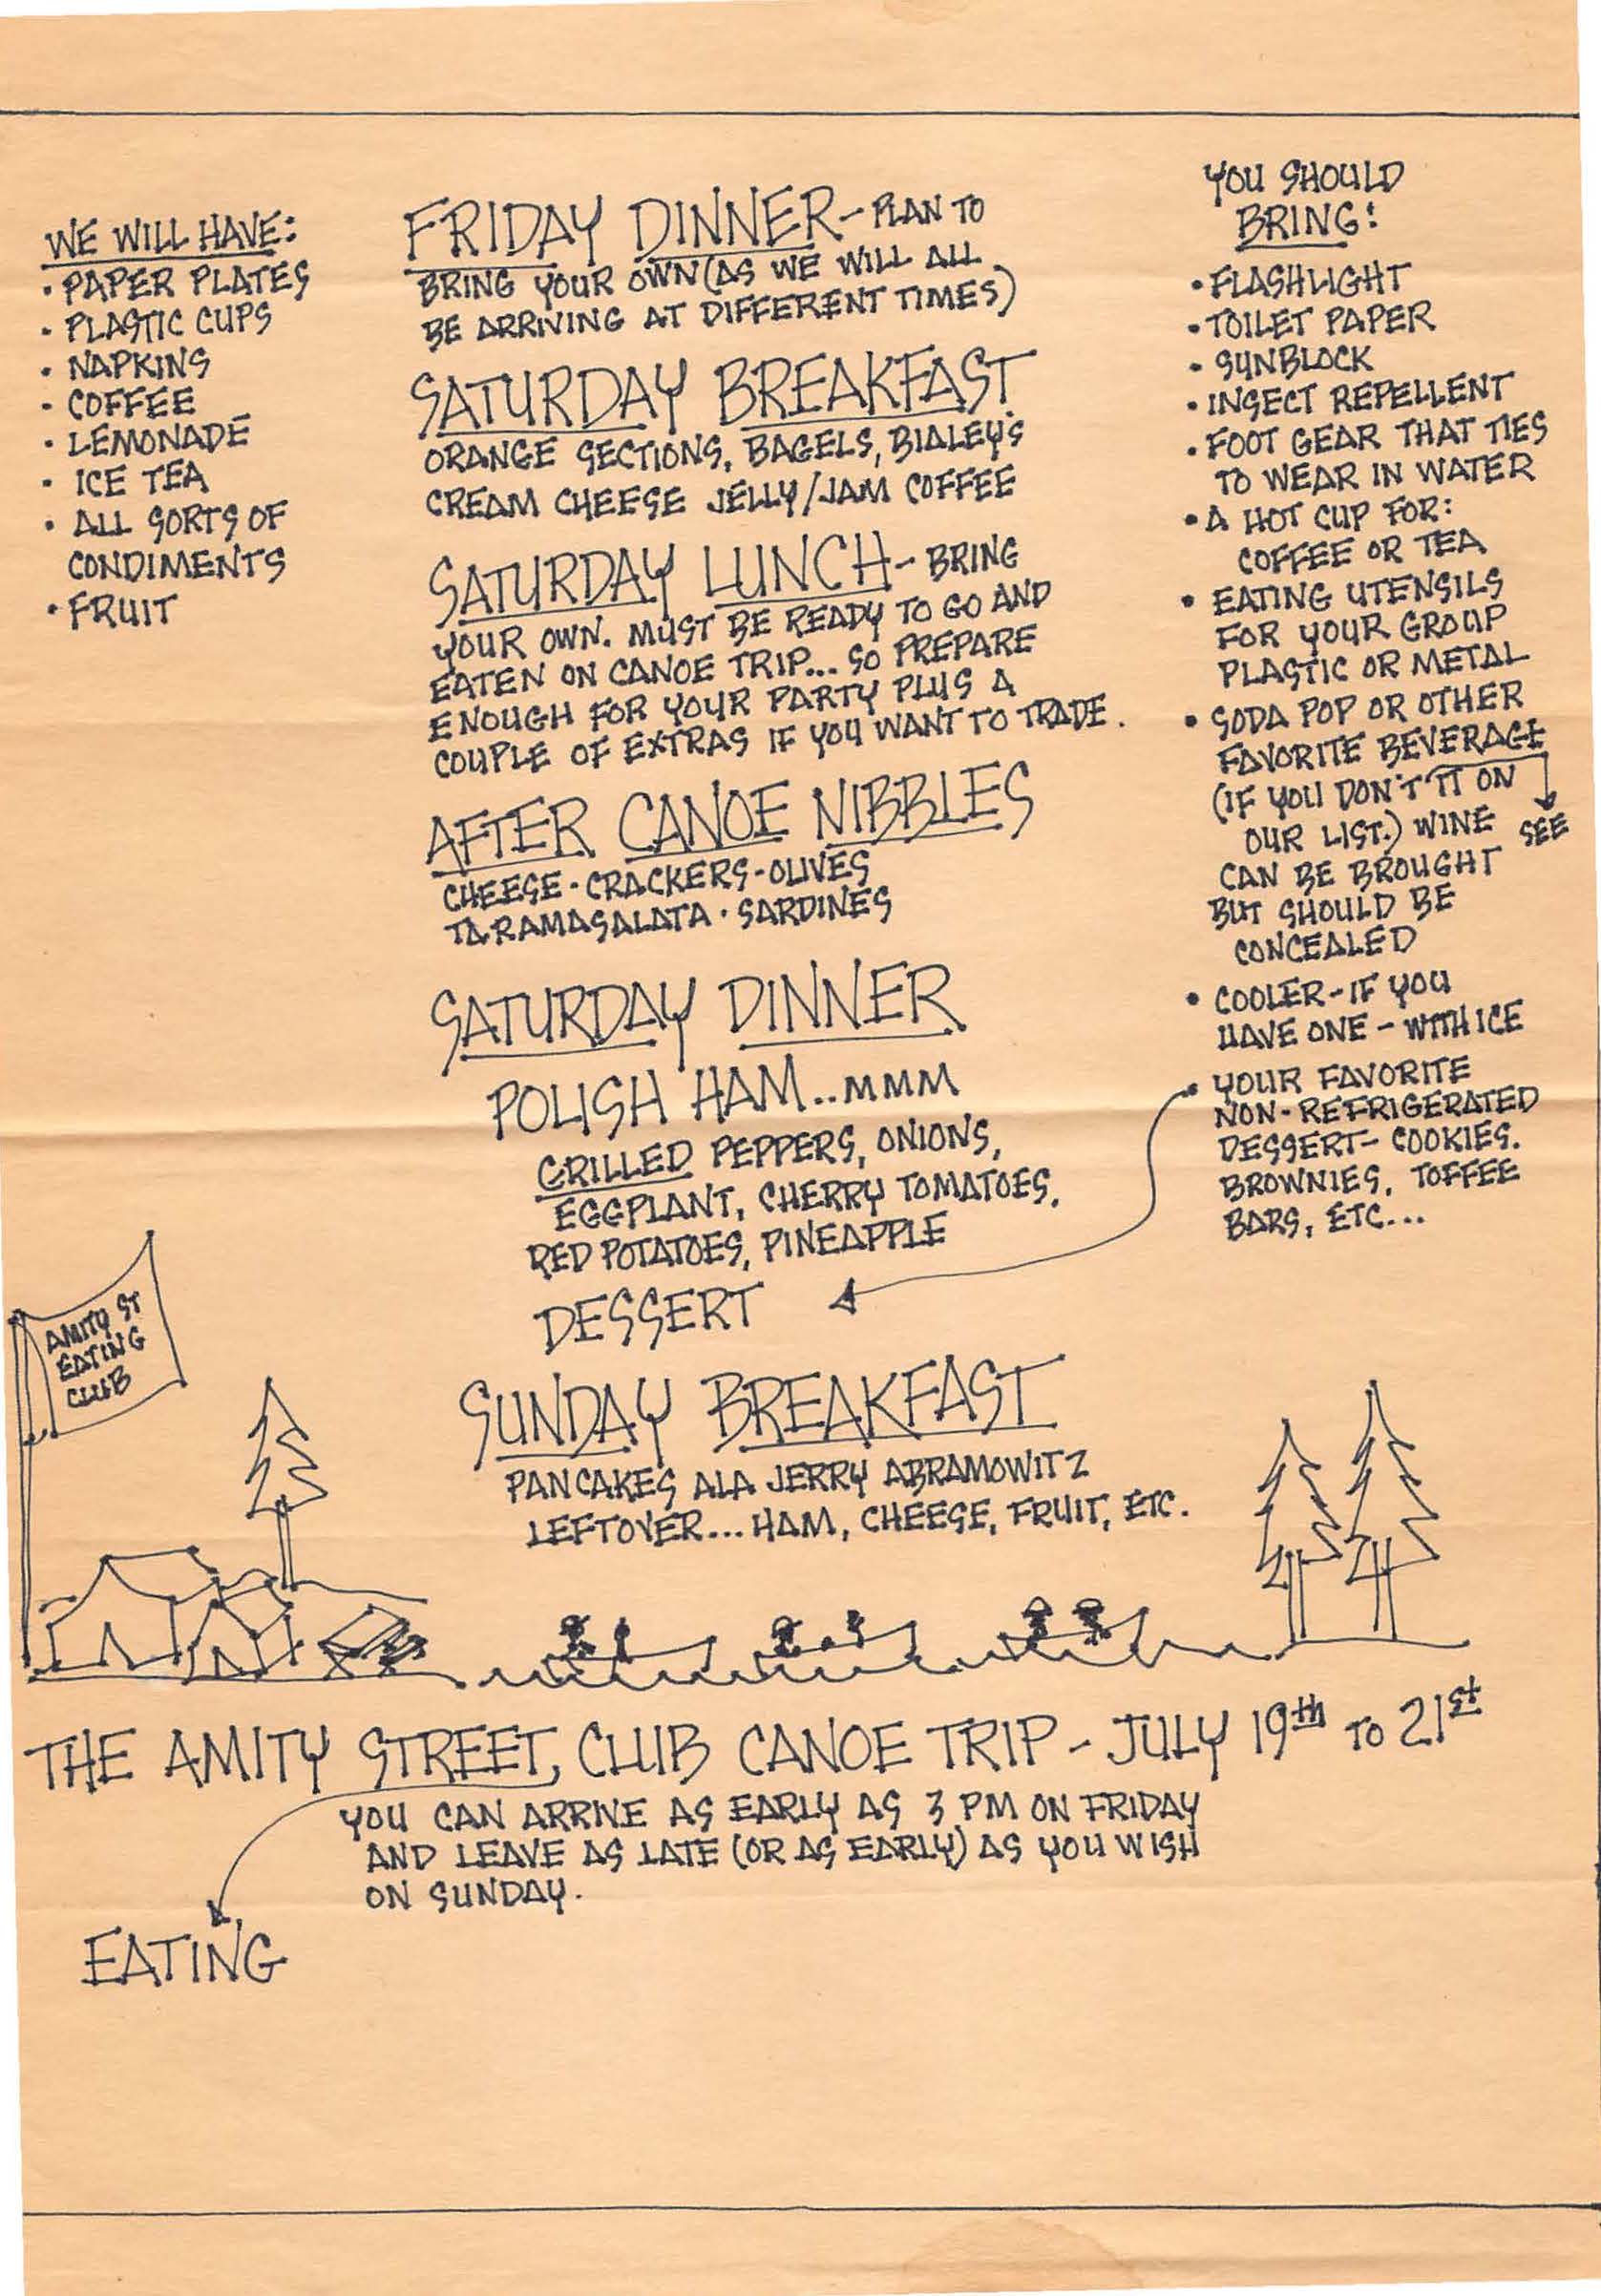 WE WILL HAVE:
• PAPER PLATES
• PLASTIC CUPS
• NAPKINS
• COFFEE
• LEMONADE
• ICE TEA
• ALL SORTS OF
CONDIMENTS
• FRUIT
FRIDAY DINNER - PLAN TO
BRING YOUR OWN (AS WE WILL ALL
BE ARRIVING AT DIFFERENT TIMES)
SATURDAY BREAKFAST
ORANGE SECTIONS, BAGELS, BIALEY'S
CREAM CHEESE JELLY/JAM COFFEE
SATURDAY LUNCH - BRING
YOUR OWN. MUST BE READY TO GO AND
EATEN ON CANOE TRIP... SO PREPARE
ENOUGH FOR YOUR PARTY PLUS A
COUPLE OF EXTRAS IF YOU WANT TO TRADE.
AFTER CANOE NIBBLES
CHEESE - CRACKERS - OLIVES
TARAMASALATA • SARDINES
SATURDAY DINNER
POLISH HAM..MMM
GRILLED PEPPERS, ONIONS,
EGGPLANT, CHERRY TOMATOES,
RED POTATOES, PINEAPPLE
DESSERT
SUNDAY BREAKFAST
PANCAKES ALA JERRY ABRAMOWITZ
LEFTOVER... HAM, CHEESE, FRUIT, ETC.
YOU SHOULD
BRING:
• FLASHLIGHT
• TOILET PAPER
• SUNBLOCK
• INSECT REPELLENT
• FOOT GEAR THAT TIES
TO WEAR IN WATER
• A HOT CUP FOR:
COFFEE OR TEA
• EATING UTENSILS
FOR YOUR GROUP
PLASTIC OR METAL
• SODA POP OR OTHER
FAVORITE BEVERAGE
(IF YOU DON'T IT ON
SEE
OUR LIST.) WINE
CAN BE BROUGHT
BUT SHOULD BE
CONCEALED
• COOLER - IF YOU
HAVE ONE - WITH ICE
• YOUR FAVORITE
NON-REFRIGERATED
DESSERT - COOKIES.
BROWNIES, TOFFEE
BARS, ETC...
AMITY ST
EATING
CLUB
THE AMITY STREET, CLUB CANOE TRIP - JULY 19th TO 21st
YOU CAN ARRIVE AS EARLY AS 3 PM ON FRIDAY
AND LEAVE AS LATE (OR AS EARLY) AS YOU WISH
ON SUNDAY.
EATING